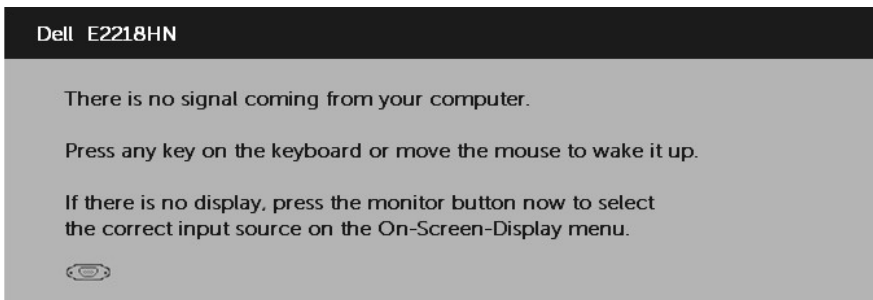 Dell E2218HN
There is no signal coming from your computer.
Press any key on the keyboard or move the mouse to wake it up.
If there is no display, press the monitor button now to select
the correct input source on the On-Screen-Display menu.